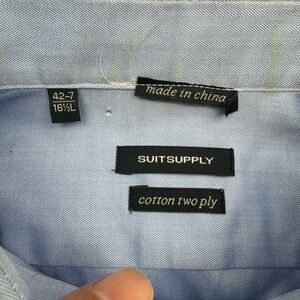 made in china
42-7
16½L
SUITSUPPLY
cotton two ply